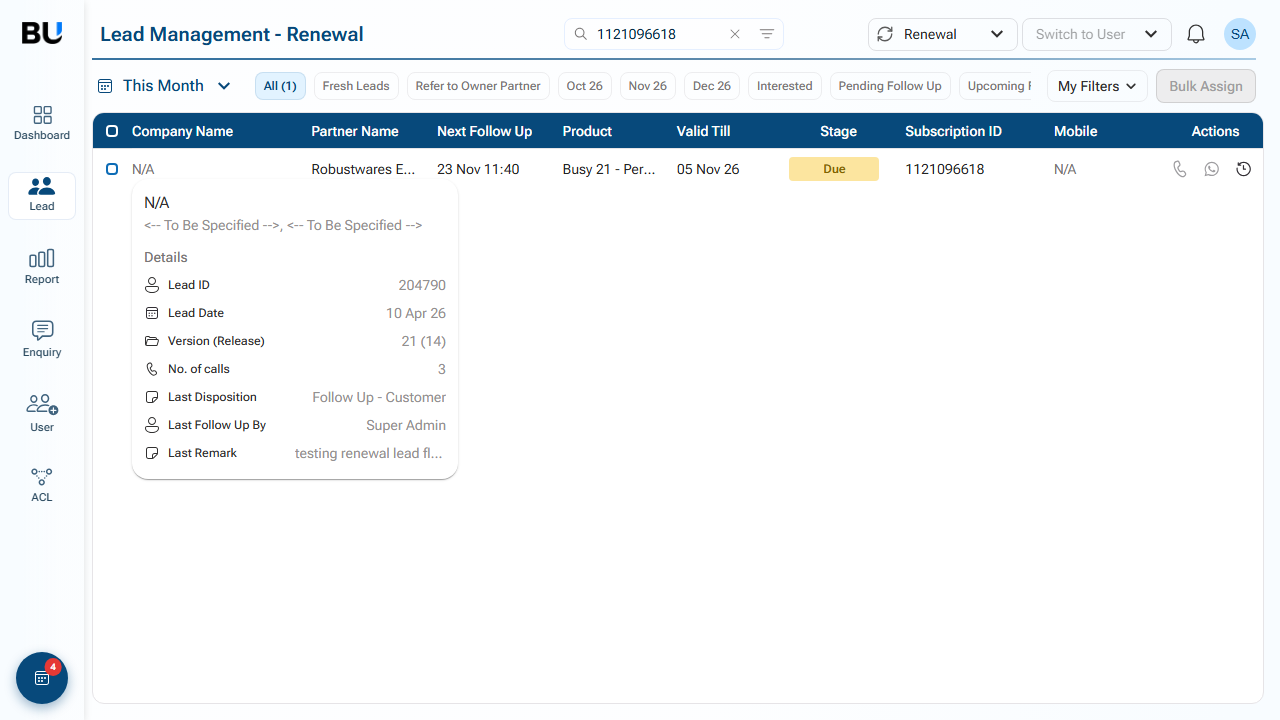 BU
Lead Management - Renewal
1121096618
Renewal
Switch to User
SA
This Month
All (1)
Fresh Leads
Refer to Owner Partner
Oct 26
Nov 26
Dec 26
Interested
Pending Follow Up
Upcoming F
My Filters
Bulk Assign
Dashboard
Lead
Report
Enquiry
User
ACL
4
Company Name Partner Name Next Follow Up Product Valid Till Stage Subscription ID Mobile Actions
N/A Robustwares E... 23 Nov 11:40 Busy 21 - Per... 05 Nov 26 Due 1121096618 N/A
N/A
<-- To Be Specified -->, <-- To Be Specified -->
Details
Lead ID 204790
Lead Date 10 Apr 26
Version (Release) 21 (14)
No. of calls 3
Last Disposition Follow Up - Customer
Last Follow Up By Super Admin
Last Remark testing renewal lead fl...